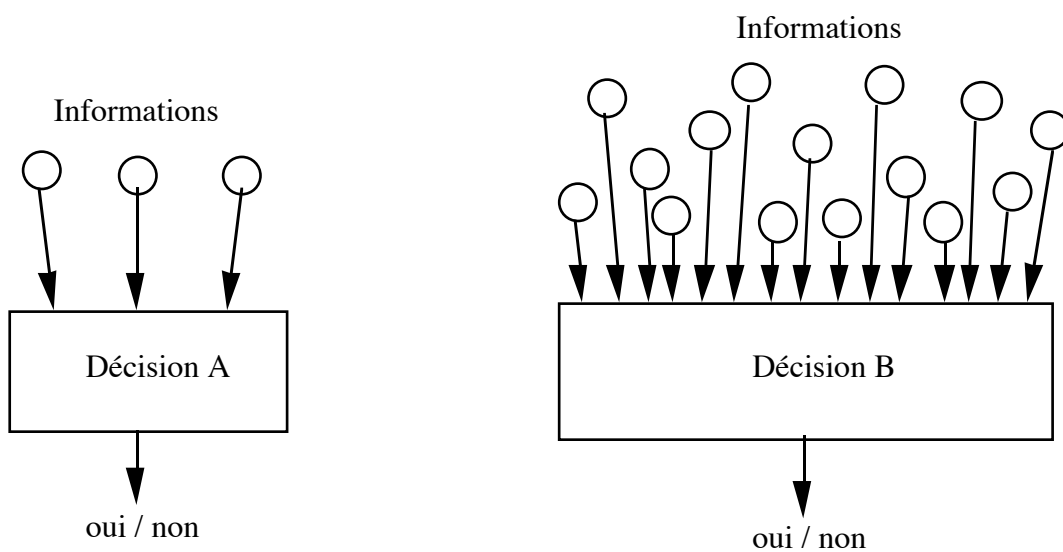 Informations
Décision A
oui / non
Informations
Décision B
oui / non